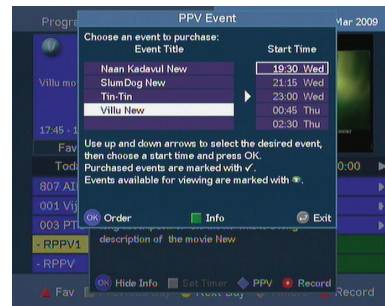 Progra
PPV Event
Mar 2009
Choose an event to purchase:
Event Title
Start Time
Naan Kadavul New
19:30 Wed
SlumDog New
21:15 Wed
Tin-Tin
23:00 Wed
Villu mo
Villu New
00:45 Thu
02:30 Thu
17:45 - 1
Use up and down arrows to select the desired event,
then choose a start time and press OK.
Purchased events are marked with ✓.
Events available for viewing are marked with 👁.
Fav
Toda
0:00
807 AI
001 Vij
OK Order
Info
Exit
003 PT
- RPPV1
description of the movie New
- RPPV
OK Hide Info
Set Timer
PPV
Record
Fav
Next Day
Record